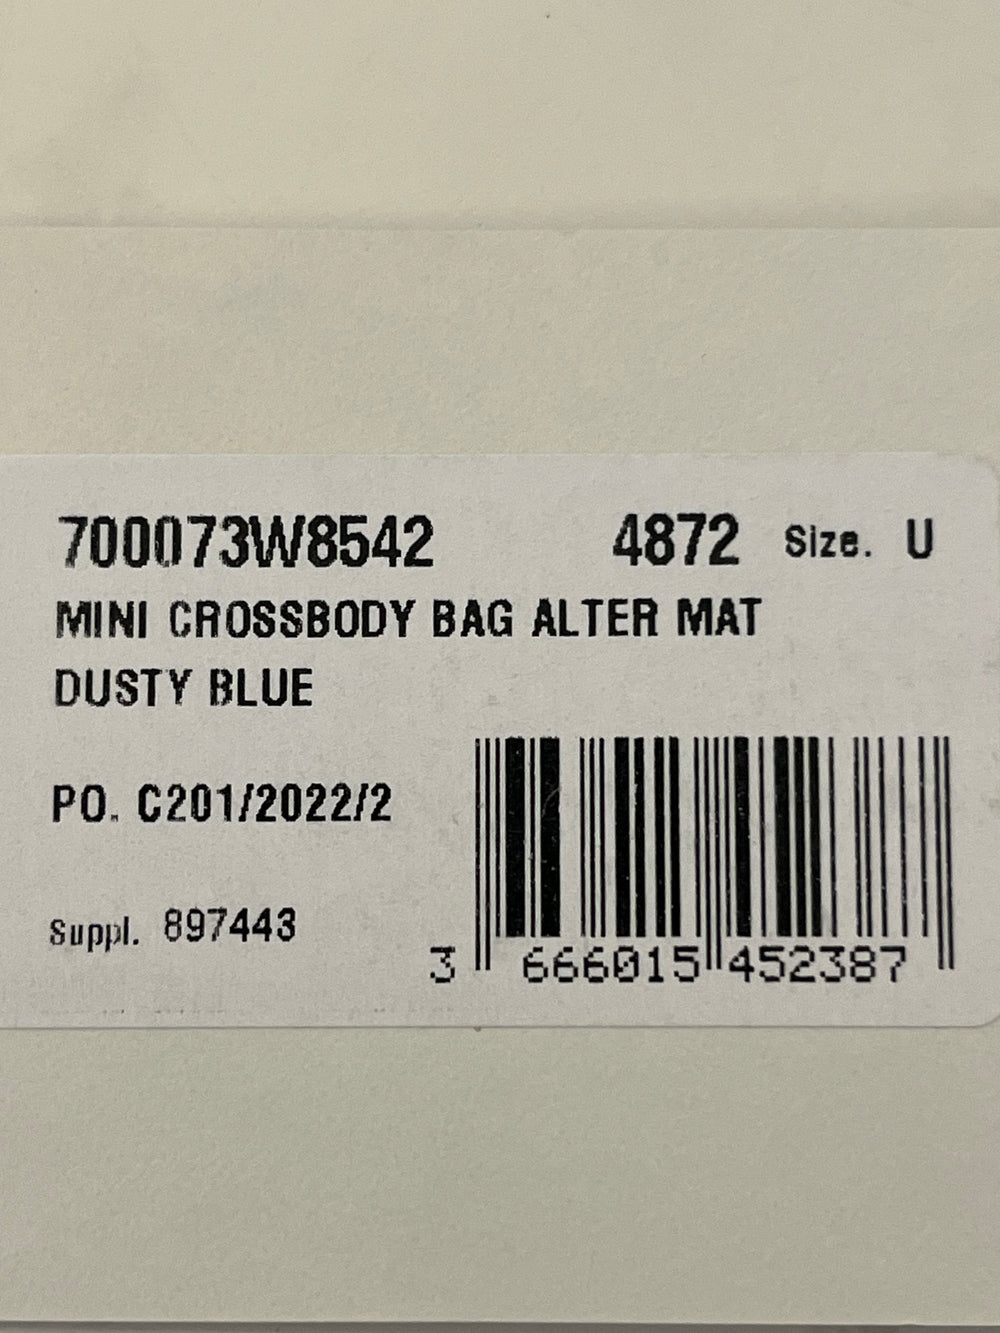 700073W8542 4872 Size. U
MINI CROSSBODY BAG ALTER MAT
DUSTY BLUE
PO. C201/2022/2
Suppl. 897443
3 666015 452387